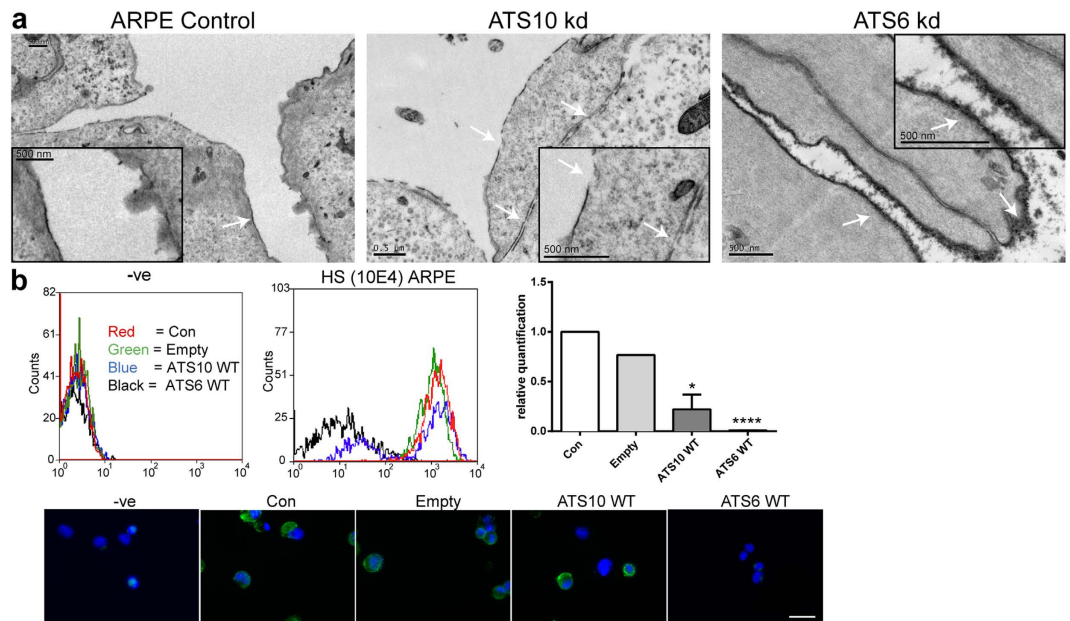 a
ARPE Control
ATS10 kd
ATS6 kd
500 nm
0.5 µm
500 nm
500 nm
500 nm
b
-ve
HS (10E4) ARPE
82
61
41
20
0
Counts
10^0
10^1
10^2
10^3
10^4
Red = Con
Green = Empty
Blue = ATS10 WT
Black = ATS6 WT
103
77
51
25
0
Counts
10^0
10^1
10^2
10^3
10^4
relative quantification
1.5
1.0
0.5
0.0
*
****
Con
Empty
ATS10 WT
ATS6 WT
-ve
Con
Empty
ATS10 WT
ATS6 WT